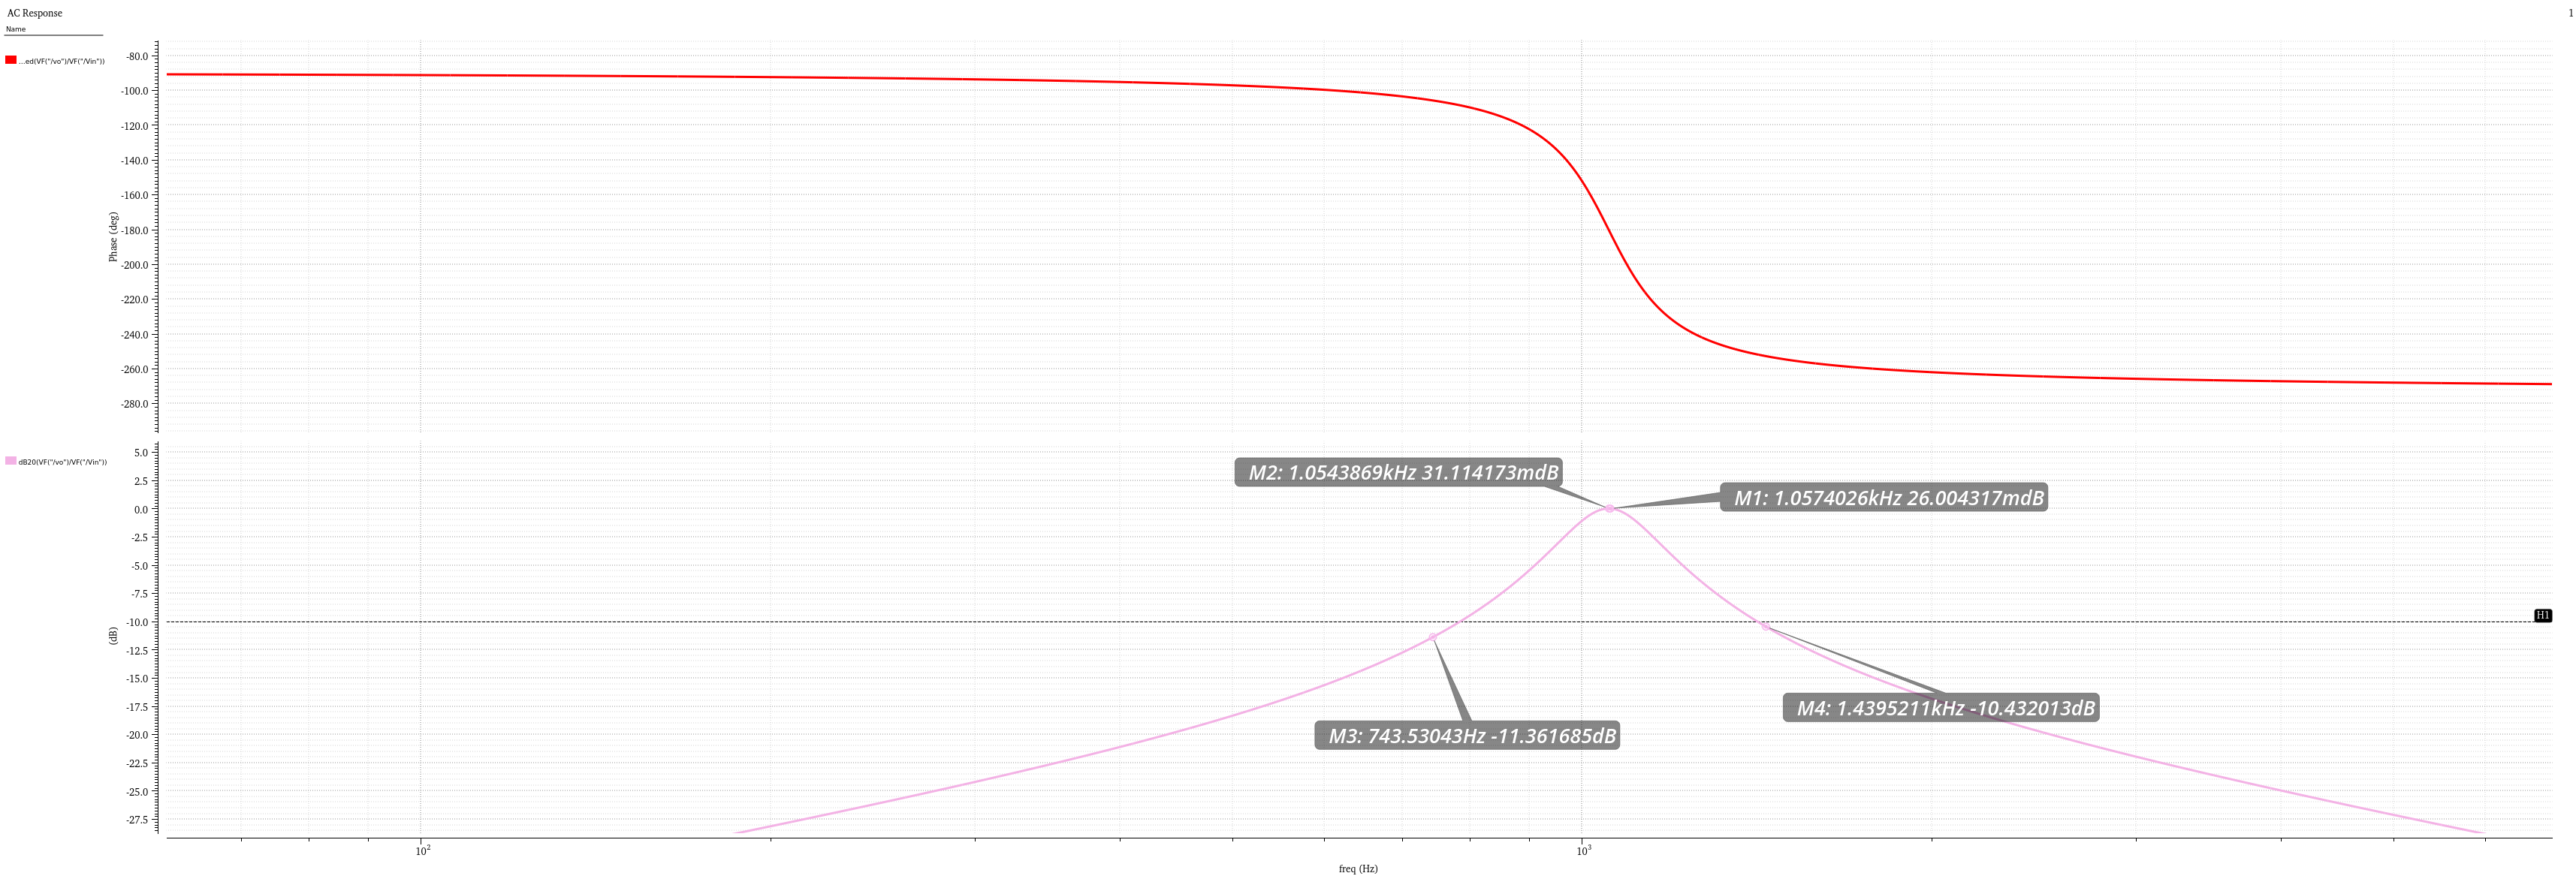 AC Response
1
Name
...ed(VF("/vo")/VF("/Vin"))
-80.0
-100.0
-120.0
-140.0
-160.0
-180.0
-200.0
-220.0
-240.0
-260.0
-280.0
Phase (deg)
dB20(VF("/vo")/VF("/Vin"))
5.0
2.5
0.0
-2.5
-5.0
-7.5
-10.0
-12.5
-15.0
-17.5
-20.0
-22.5
-25.0
-27.5
(dB)
M2: 1.0543869kHz 31.114173mdB
M1: 1.0574026kHz 26.004317mdB
H1
M4: 1.4395211kHz -10.432013dB
M3: 743.53043Hz -11.361685dB
10²
10³
freq (Hz)